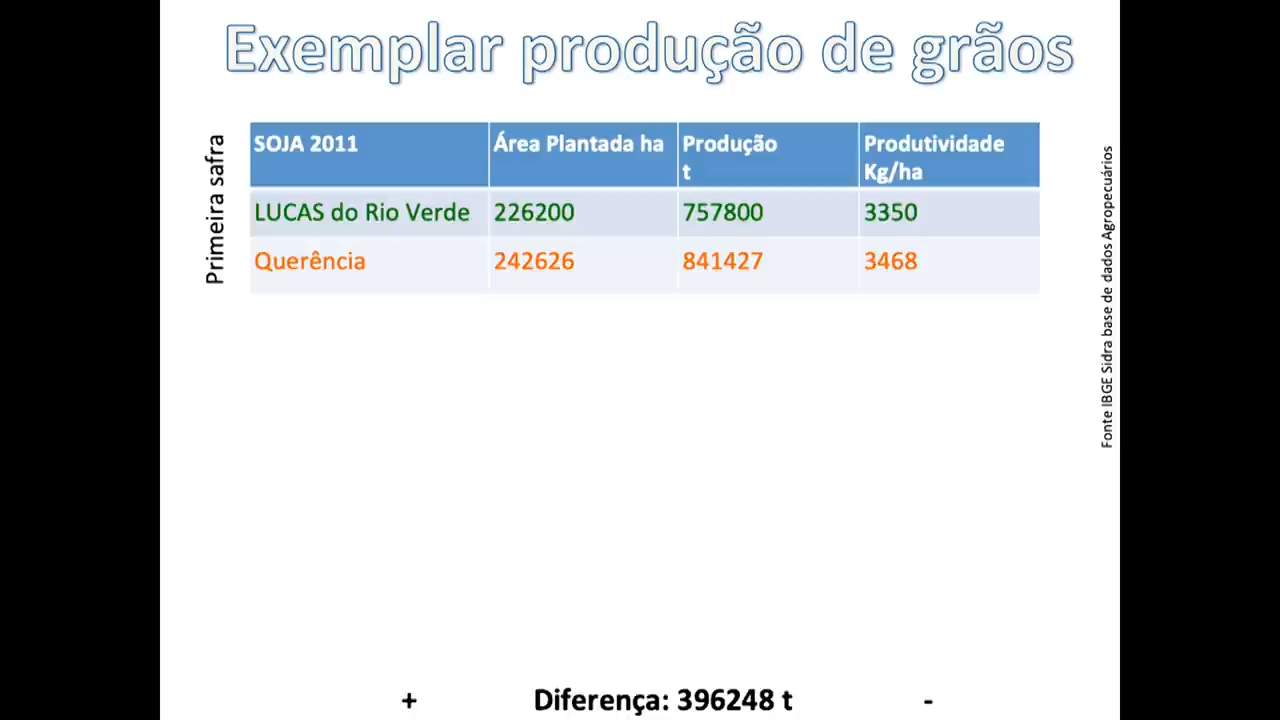 Exemplar produção de grãos
Primeira safra
SOJA 2011 Área Plantada ha Produção t Produtividade Kg/ha
LUCAS do Rio Verde 226200 757800 3350
Querência 242626 841427 3468
Fonte IBGE Sidra base de dados Agropecuários
+ Diferença: 396248 t -